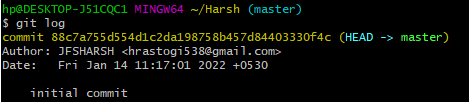 hp@DESKTOP-J51CQC1 MINGW64 ~/Harsh (master)
$ git log
commit 88c7a755d554d1c2da198758b457d84403330f4c (HEAD -> master)
Author: JFSHARSH <hrastogi538@gmail.com>
Date:   Fri Jan 14 11:17:01 2022 +0530
    initial commit